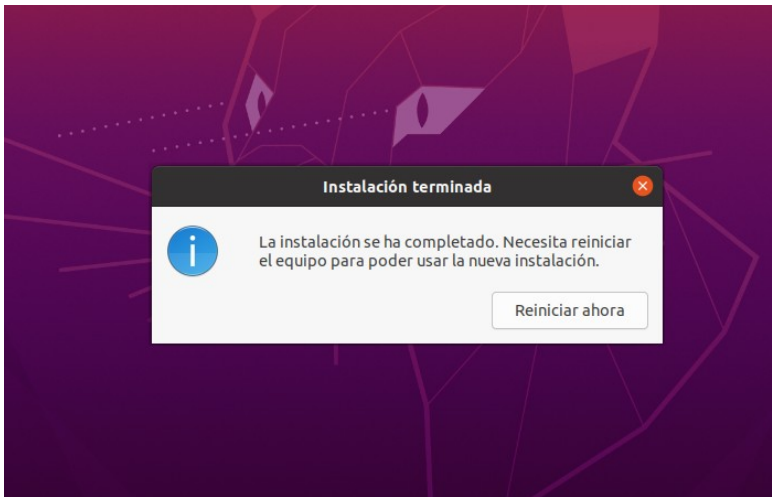 Instalación terminada
La instalación se ha completado. Necesita reiniciar
el equipo para poder usar la nueva instalación.
Reiniciar ahora